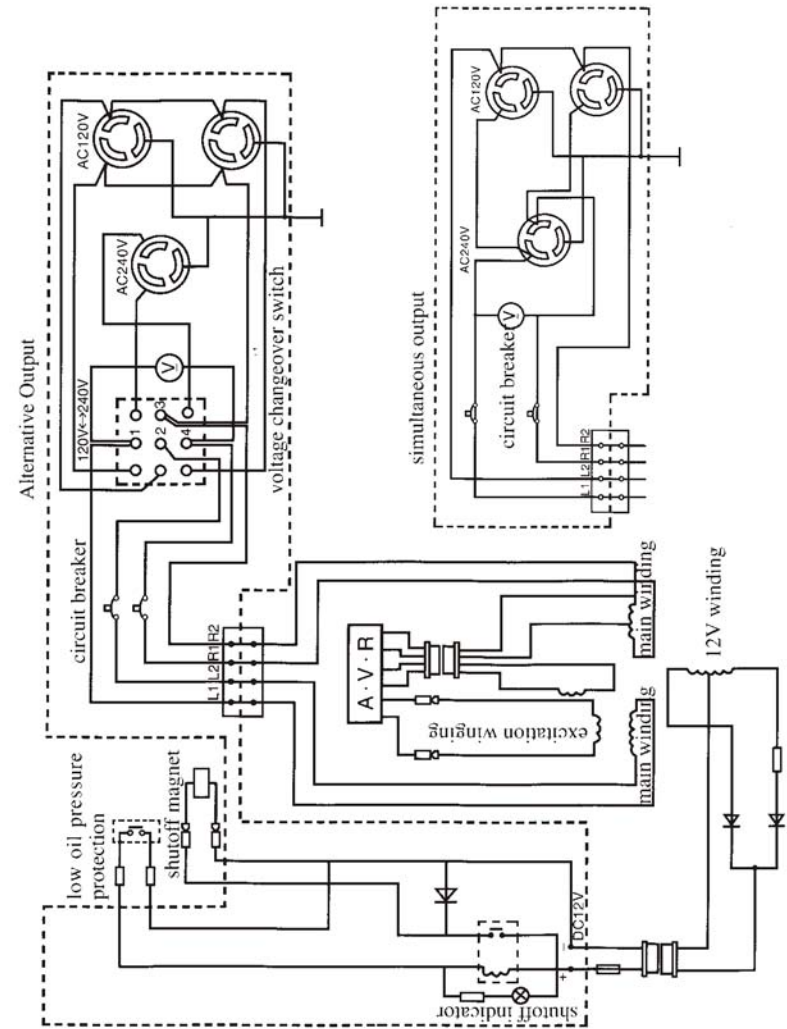 Alternative Output
120V↔240V
AC120V
AC240V
V
1
2
3
4
voltage changeover switch
circuit breaker
L1 L2 R1 R2
simultaneous output
AC120V
AC240V
V
circuit breaker
L1 L2 R1 R2
low oil pressure
protection
shutoff magnet
A·V·R
excitation winging
main winding
main winding
12V winding
DC12V
+
−
shutoff indicator